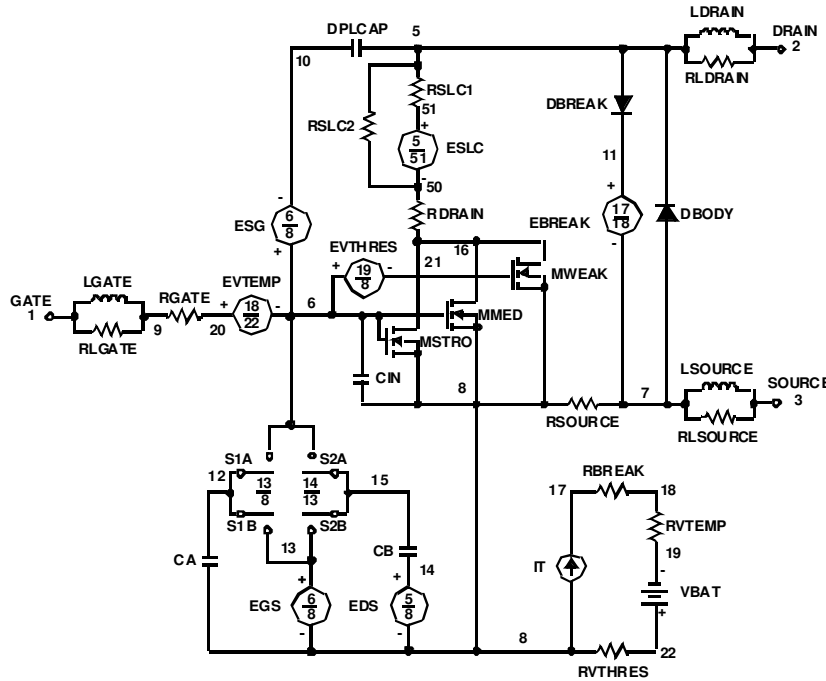 LDRAIN
DPLCAP 5 DRAIN
2
10
RLDRAIN
RSLC1
51
DBREAK
RSLC2
+
5
51
ESLC
11
-
50
+
-
6
8
ESG
RDRAIN
EBREAK
17
18
DBODY
+
EVTHRES
16
-
+ 19
8 -
21
MWEAK
LGATE
EVTEMP
GATE
1
RGATE
+ 18
22 -
6
MMED
9 20
RLGATE
MSTRO
CIN
LSOURCE
8 7 SOURCE
3
RSOURCE
RLSOURCE
S1A S2A
12
13
8
14
13
15
S1B S2B
RBREAK
17 18
RVTEMP
13
CA
CB
14
IT
19
-
+ +
EGS 6
8
EDS 5
8
VBAT
- -
+
8
22
RVTHRES